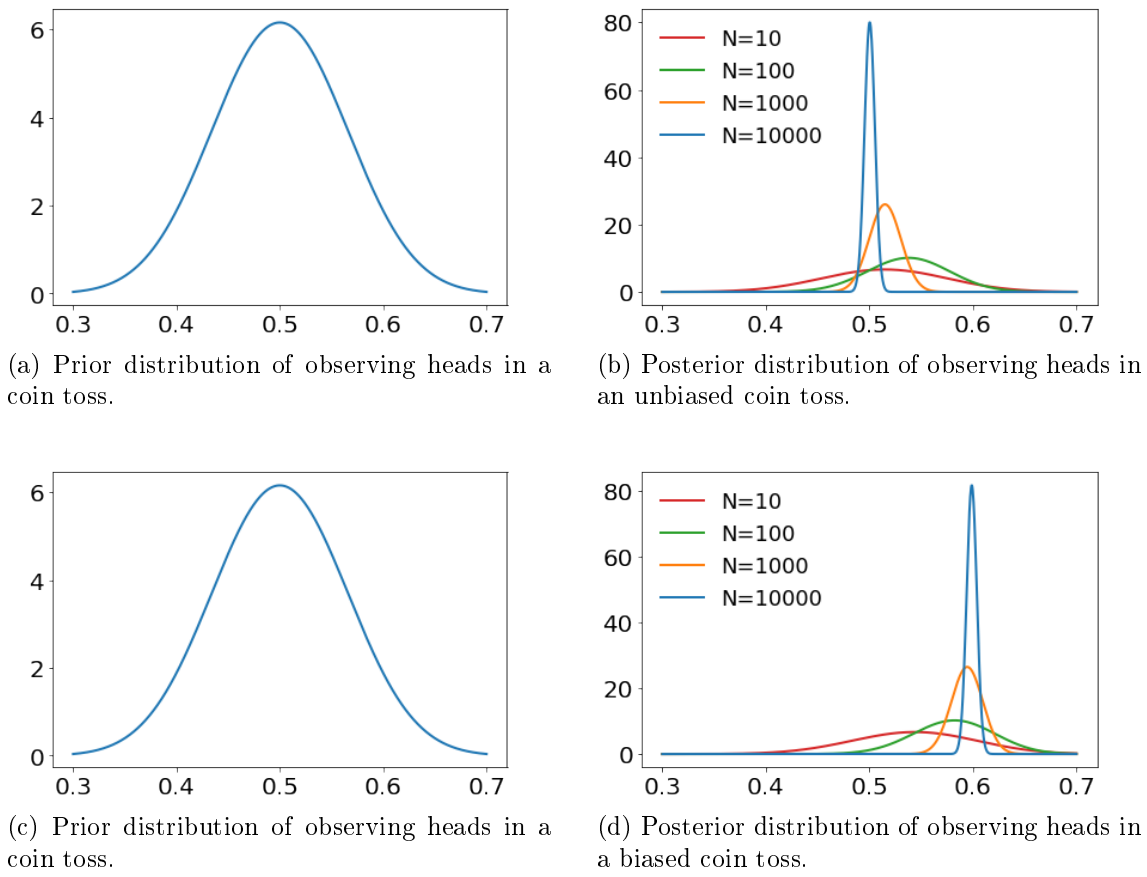 6
4
2
0
0.3 0.4 0.5 0.6 0.7
(a) Prior distribution of observing heads in a
coin toss.
80
60
40
20
0
N=10
N=100
N=1000
N=10000
0.3 0.4 0.5 0.6 0.7
(b) Posterior distribution of observing heads in
an unbiased coin toss.
6
4
2
0
0.3 0.4 0.5 0.6 0.7
(c) Prior distribution of observing heads in a
coin toss.
80
60
40
20
0
N=10
N=100
N=1000
N=10000
0.3 0.4 0.5 0.6 0.7
(d) Posterior distribution of observing heads in
a biased coin toss.